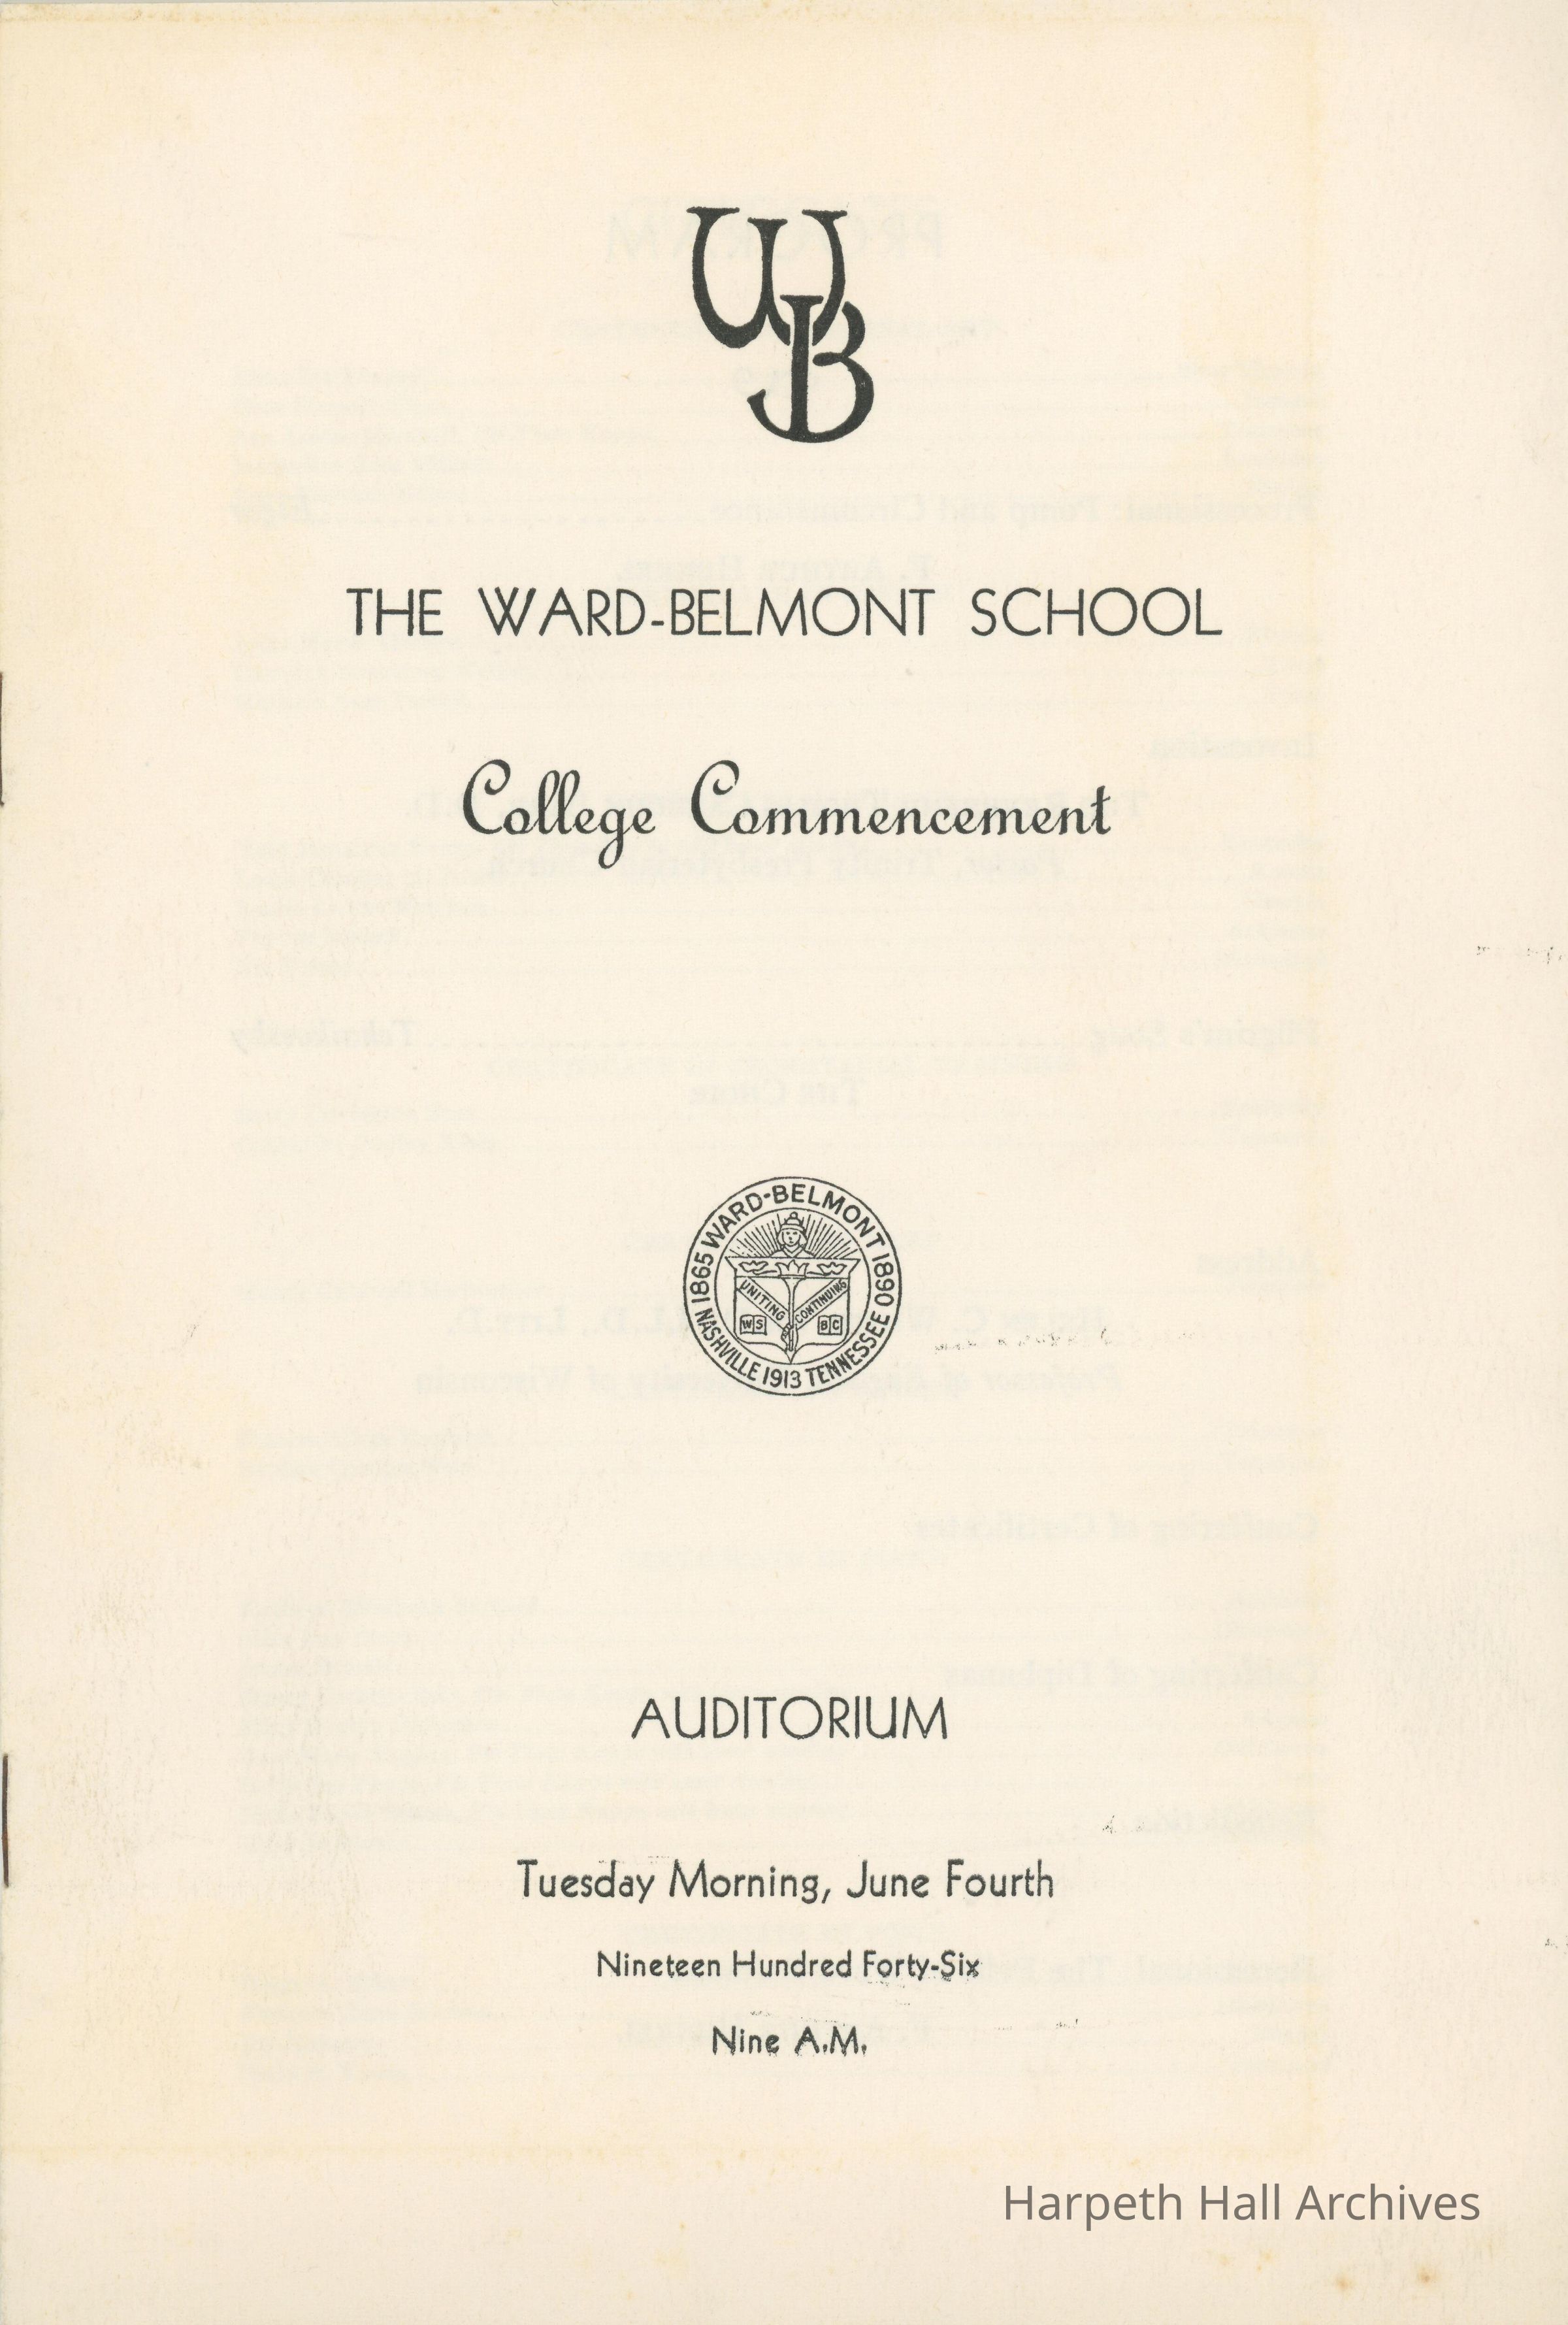 WB
THE WARD-BELMONT SCHOOL
College Commencement
WARD-BELMONT
1865 1890
UNITING CONTINUING
WS BC
NASHVILLE 1913 TENNESSEE
AUDITORIUM
Tuesday Morning, June Fourth
Nineteen Hundred Forty-Six
Nine A.M.
Harpeth Hall Archives